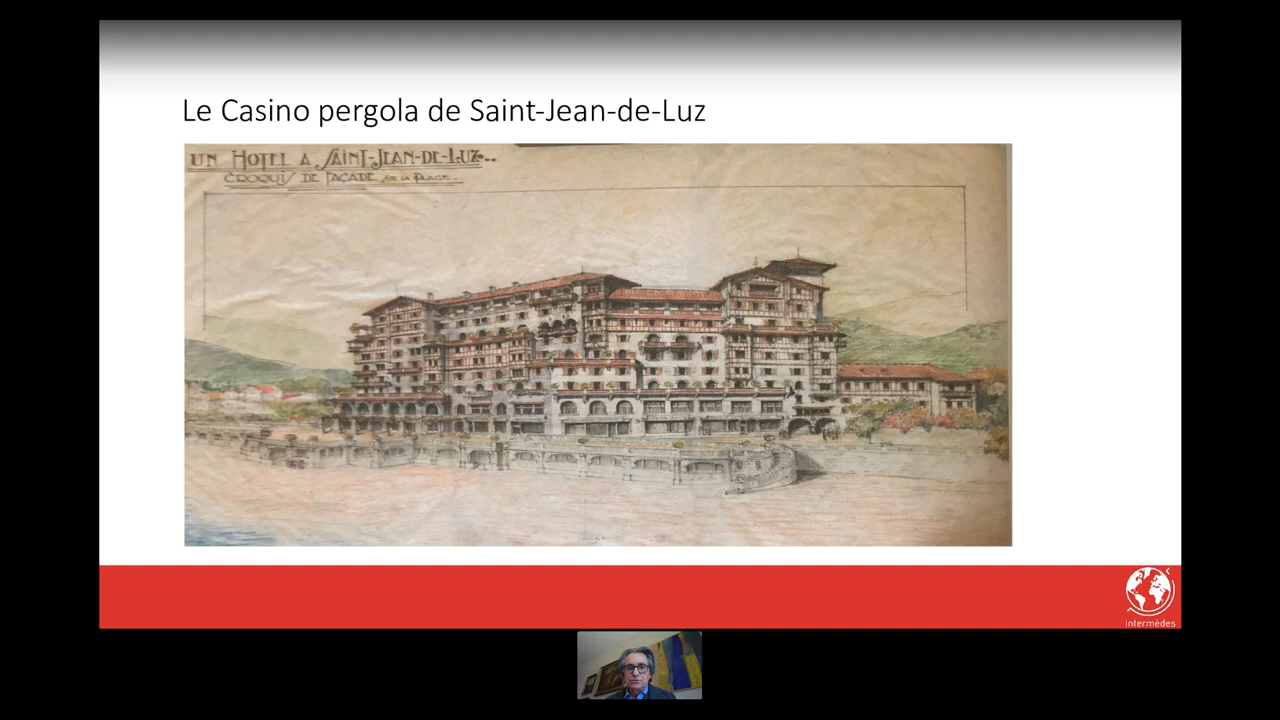 Le Casino pergola de Saint-Jean-de-Luz
UN HOTEL A SAINT-JEAN-DE-LUZ..
CROQUIS DE FAÇADE SUR LA PLAGE..
intermèdes